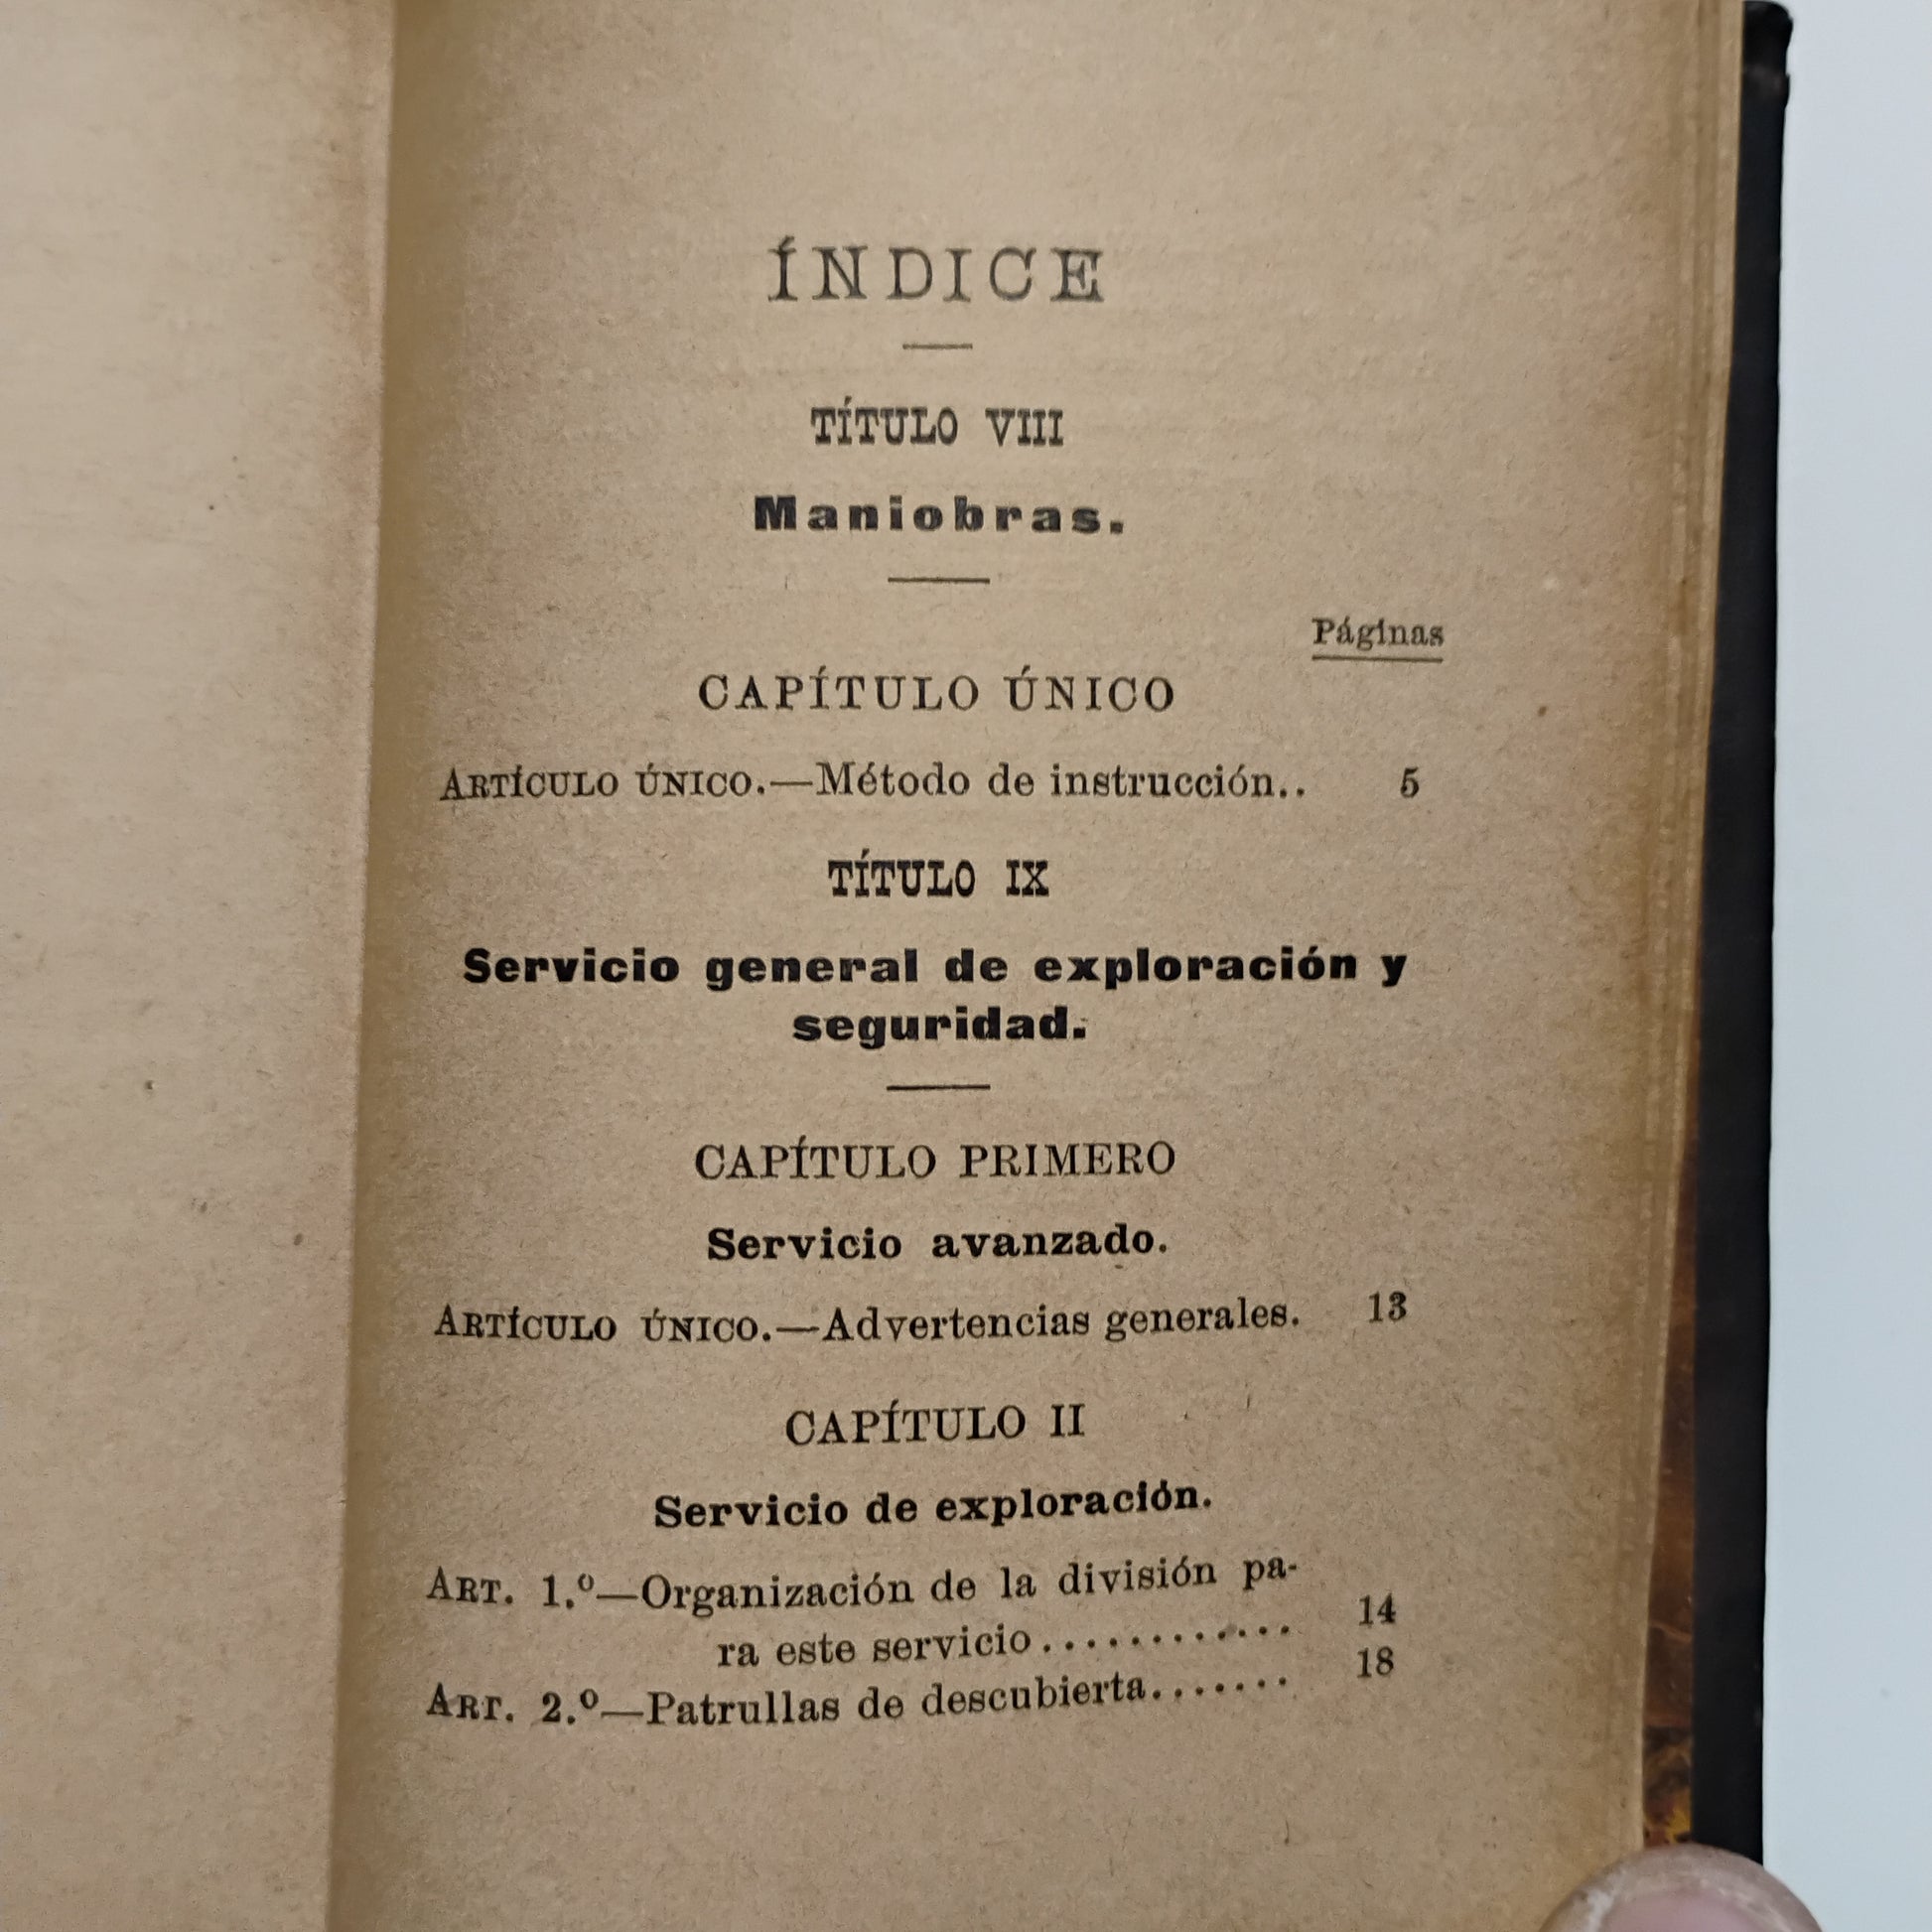 ÍNDICE
TÍTULO VIII
Maniobras.
Páginas
CAPÍTULO ÚNICO
ARTÍCULO ÚNICO.—Método de instrucción.. 5
TÍTULO IX
Servicio general de exploración y
seguridad.
CAPÍTULO PRIMERO
Servicio avanzado.
ARTÍCULO ÚNICO.—Advertencias generales. 13
CAPÍTULO II
Servicio de exploración.
ART. 1.º—Organización de la división pa-
ra este servicio............ 14
ART. 2.º—Patrullas de descubierta....... 18